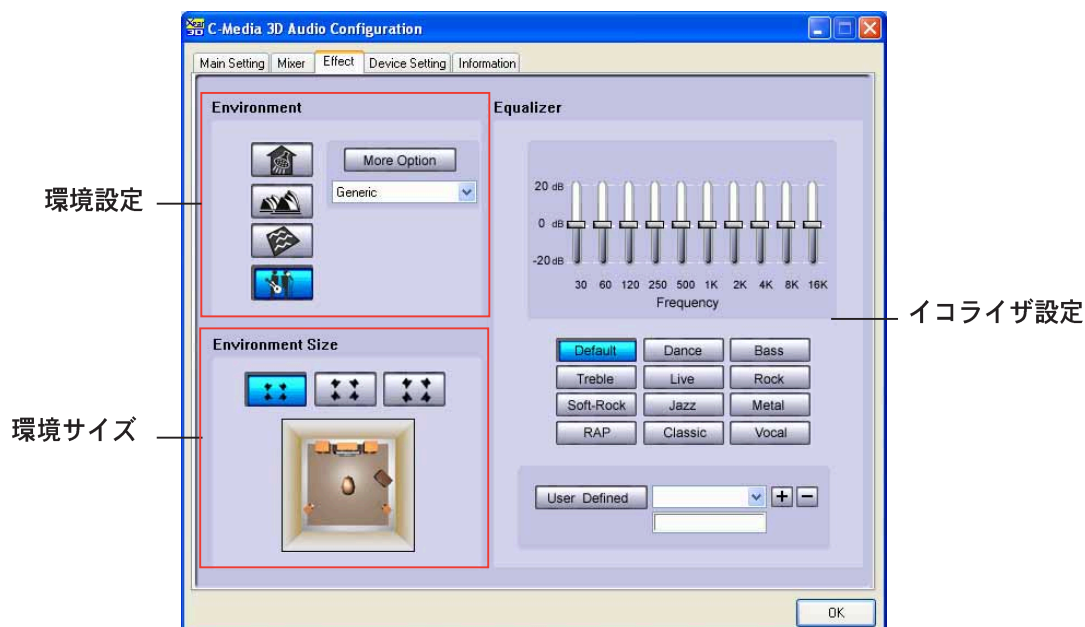 Xear 3D C-Media 3D Audio Configuration
Main Setting Mixer Effect Device Setting Information
Environment
More Option
Generic
環境設定
Environment Size
環境サイズ
Equalizer
20 dB
0 dB
-20 dB
30 60 120 250 500 1K 2K 4K 8K 16K
Frequency
イコライザ設定
Default Dance Bass
Treble Live Rock
Soft-Rock Jazz Metal
RAP Classic Vocal
User Defined
OK